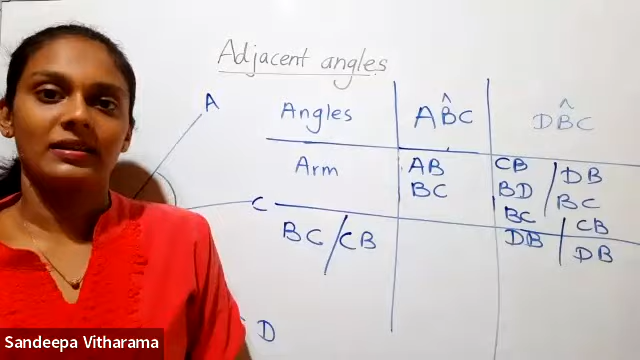 Adjacent angles
A
Angles
AB̂C
DB̂C
Arm
AB
BC
CB
BD
BC
DB
DB
BC
CB
DB
C
BC / CB
D
Sandeepa Vitharama